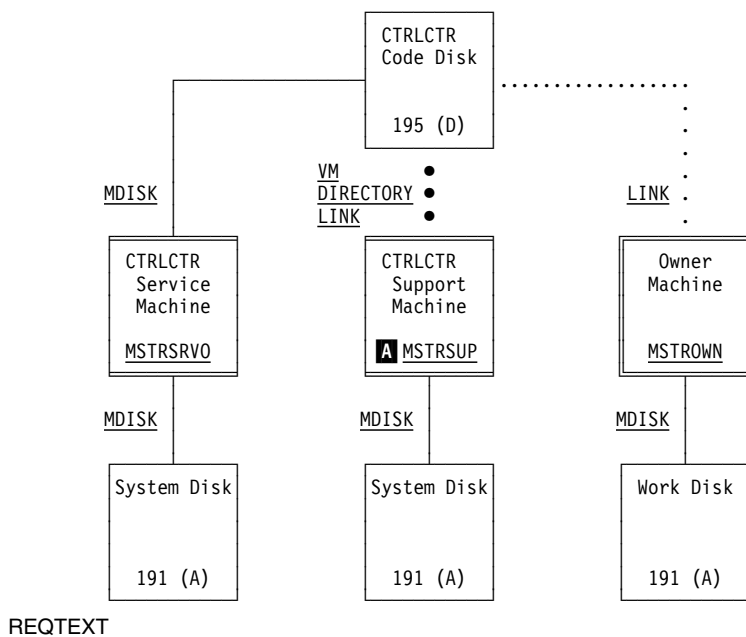 CTRLCTR
Code Disk
195 (D)
MDISK
VM
DIRECTORY
LINK
LINK
CTRLCTR
Service
Machine
MSTRSRVO
CTRLCTR
Support
Machine
A MSTRSUP
Owner
Machine
MSTROWN
MDISK
MDISK
MDISK
System Disk
191 (A)
System Disk
191 (A)
Work Disk
191 (A)
REQTEXT